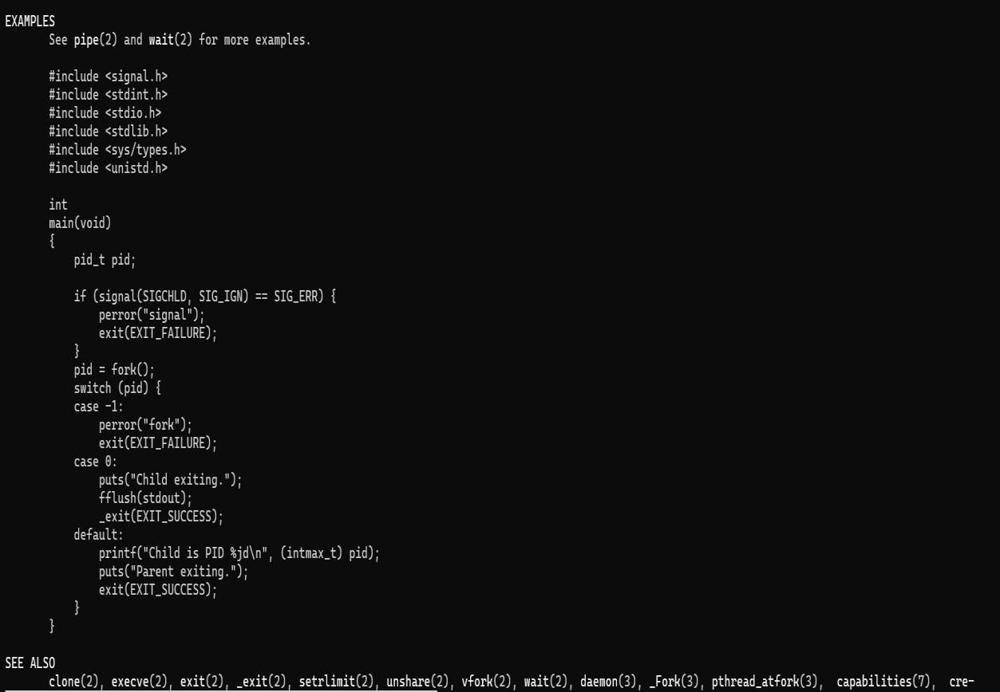 EXAMPLES
See pipe(2) and wait(2) for more examples.
#include <signal.h>
#include <stdint.h>
#include <stdio.h>
#include <stdlib.h>
#include <sys/types.h>
#include <unistd.h>
int
main(void)
{
pid_t pid;
if (signal(SIGCHLD, SIG_IGN) == SIG_ERR) {
perror("signal");
exit(EXIT_FAILURE);
}
pid = fork();
switch (pid) {
case -1:
perror("fork");
exit(EXIT_FAILURE);
case 0:
puts("Child exiting.");
fflush(stdout);
_exit(EXIT_SUCCESS);
default:
printf("Child is PID %jd\n", (intmax_t) pid);
puts("Parent exiting.");
exit(EXIT_SUCCESS);
}
}
SEE ALSO
clone(2), execve(2), exit(2), _exit(2), setrlimit(2), unshare(2), vfork(2), wait(2), daemon(3), _Fork(3), pthread_atfork(3), capabilities(7), cre-